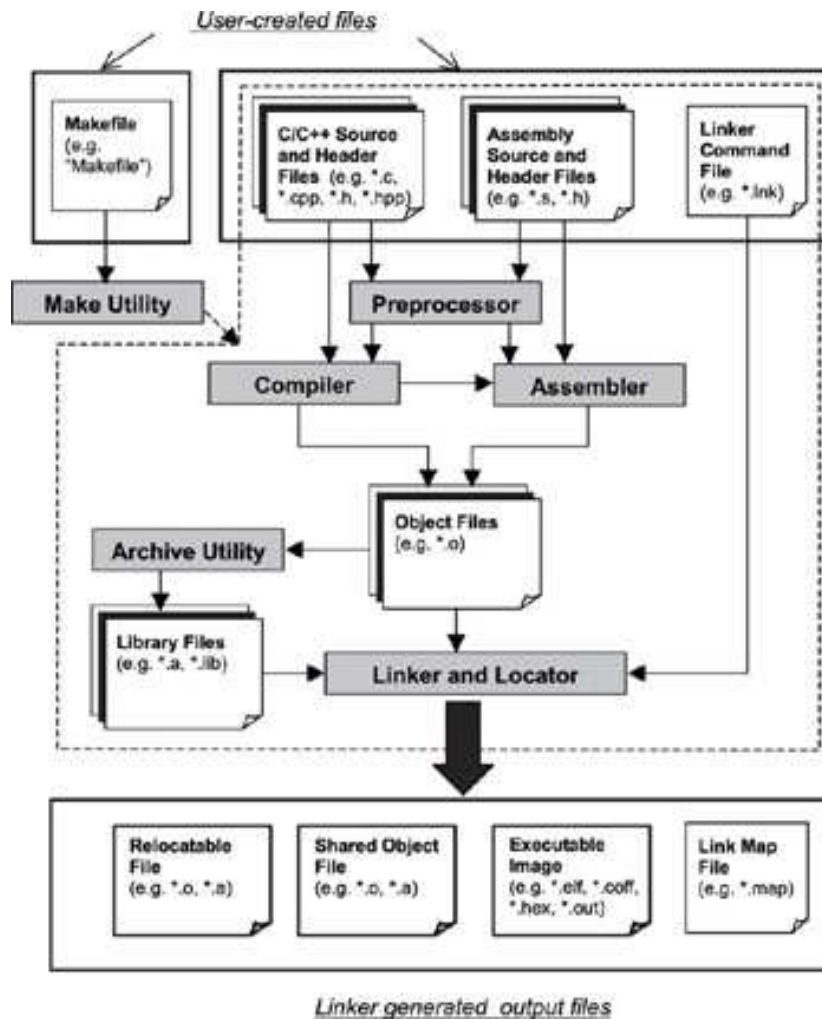 User-created files
Makefile
(e.g.
"Makefile")
C/C++ Source
and Header
Files (e.g. *.c,
*.cpp, *.h, *.hpp)
Assembly
Source and
Header Files
(e.g. *.s, *.h)
Linker
Command
File
(e.g. *.lnk)
Make Utility
Preprocessor
Compiler
Assembler
Object Files
(e.g. *.o)
Archive Utility
Library Files
(e.g. *.a, *.lib)
Linker and Locator
Relocatable
File
(e.g. *.o, *.a)
Shared Object
File
(e.g. *.o, *.a)
Executable
Image
(e.g. *.elf, *.coff,
*.hex, *.out)
Link Map
File
(e.g. *.map)
Linker generated output files